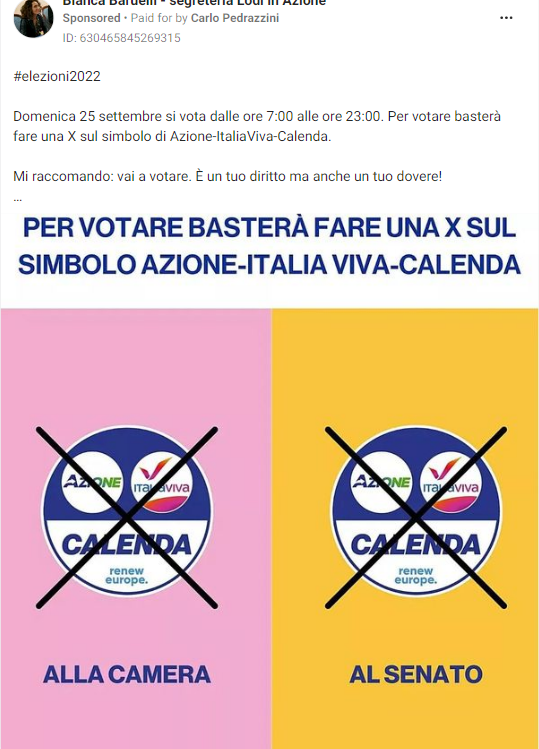 Bianca Bardelli - segreteria Lodi in Azione
Sponsored • Paid for by Carlo Pedrazzini
ID: 630465845269315
#elezioni2022
Domenica 25 settembre si vota dalle ore 7:00 alle ore 23:00. Per votare basterà
fare una X sul simbolo di Azione-ItaliaViva-Calenda.
Mi raccomando: vai a votare. È un tuo diritto ma anche un tuo dovere!
...
PER VOTARE BASTERÀ FARE UNA X SUL
SIMBOLO AZIONE-ITALIA VIVA-CALENDA
AZIONE
ITALIAVIVA
CALENDA
renew
europe.
ALLA CAMERA
AZIONE
ITALIAVIVA
CALENDA
renew
europe.
AL SENATO